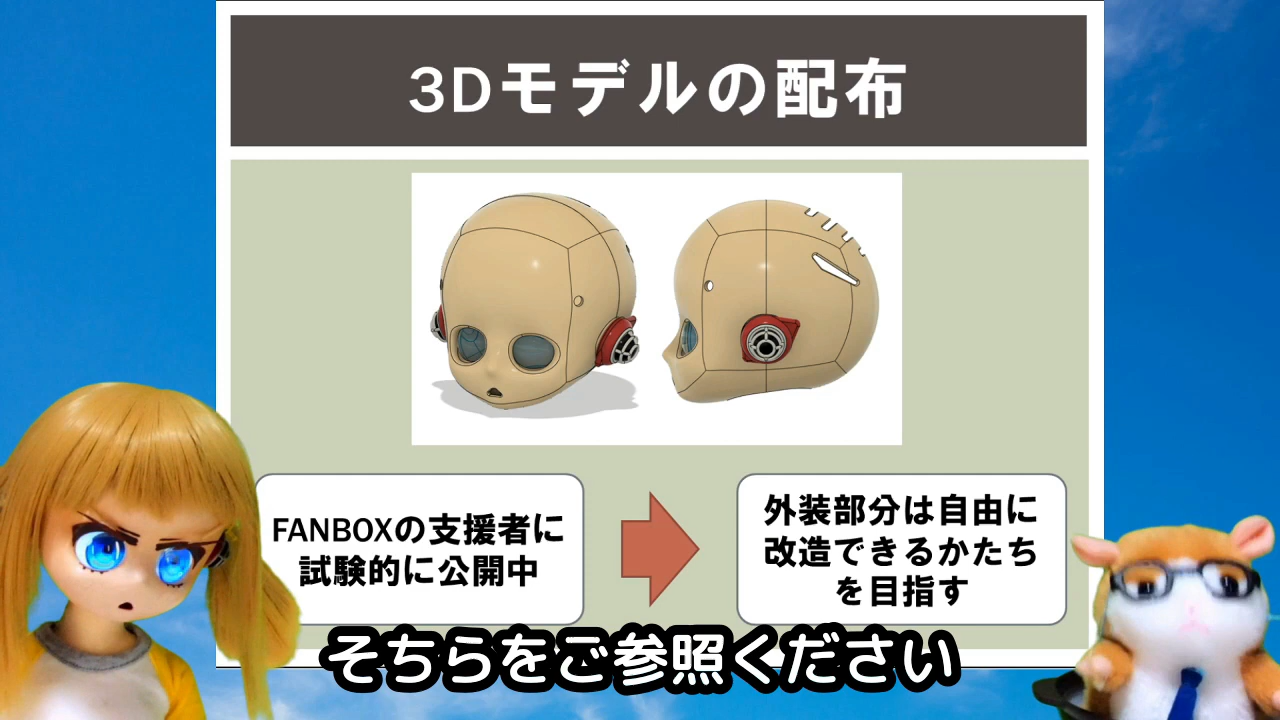 3Dモデルの配布
FANBOXの支援者に
試験的に公開中
外装部分は自由に
改造できるかたち
を目指す
そちらをご参照ください